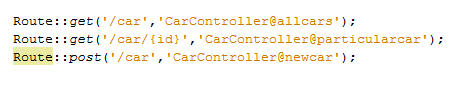 Route::get('/car','CarController@allcars');
Route::get('/car/{id}','CarController@particularcar');
Route::post('/car','CarController@newcar');